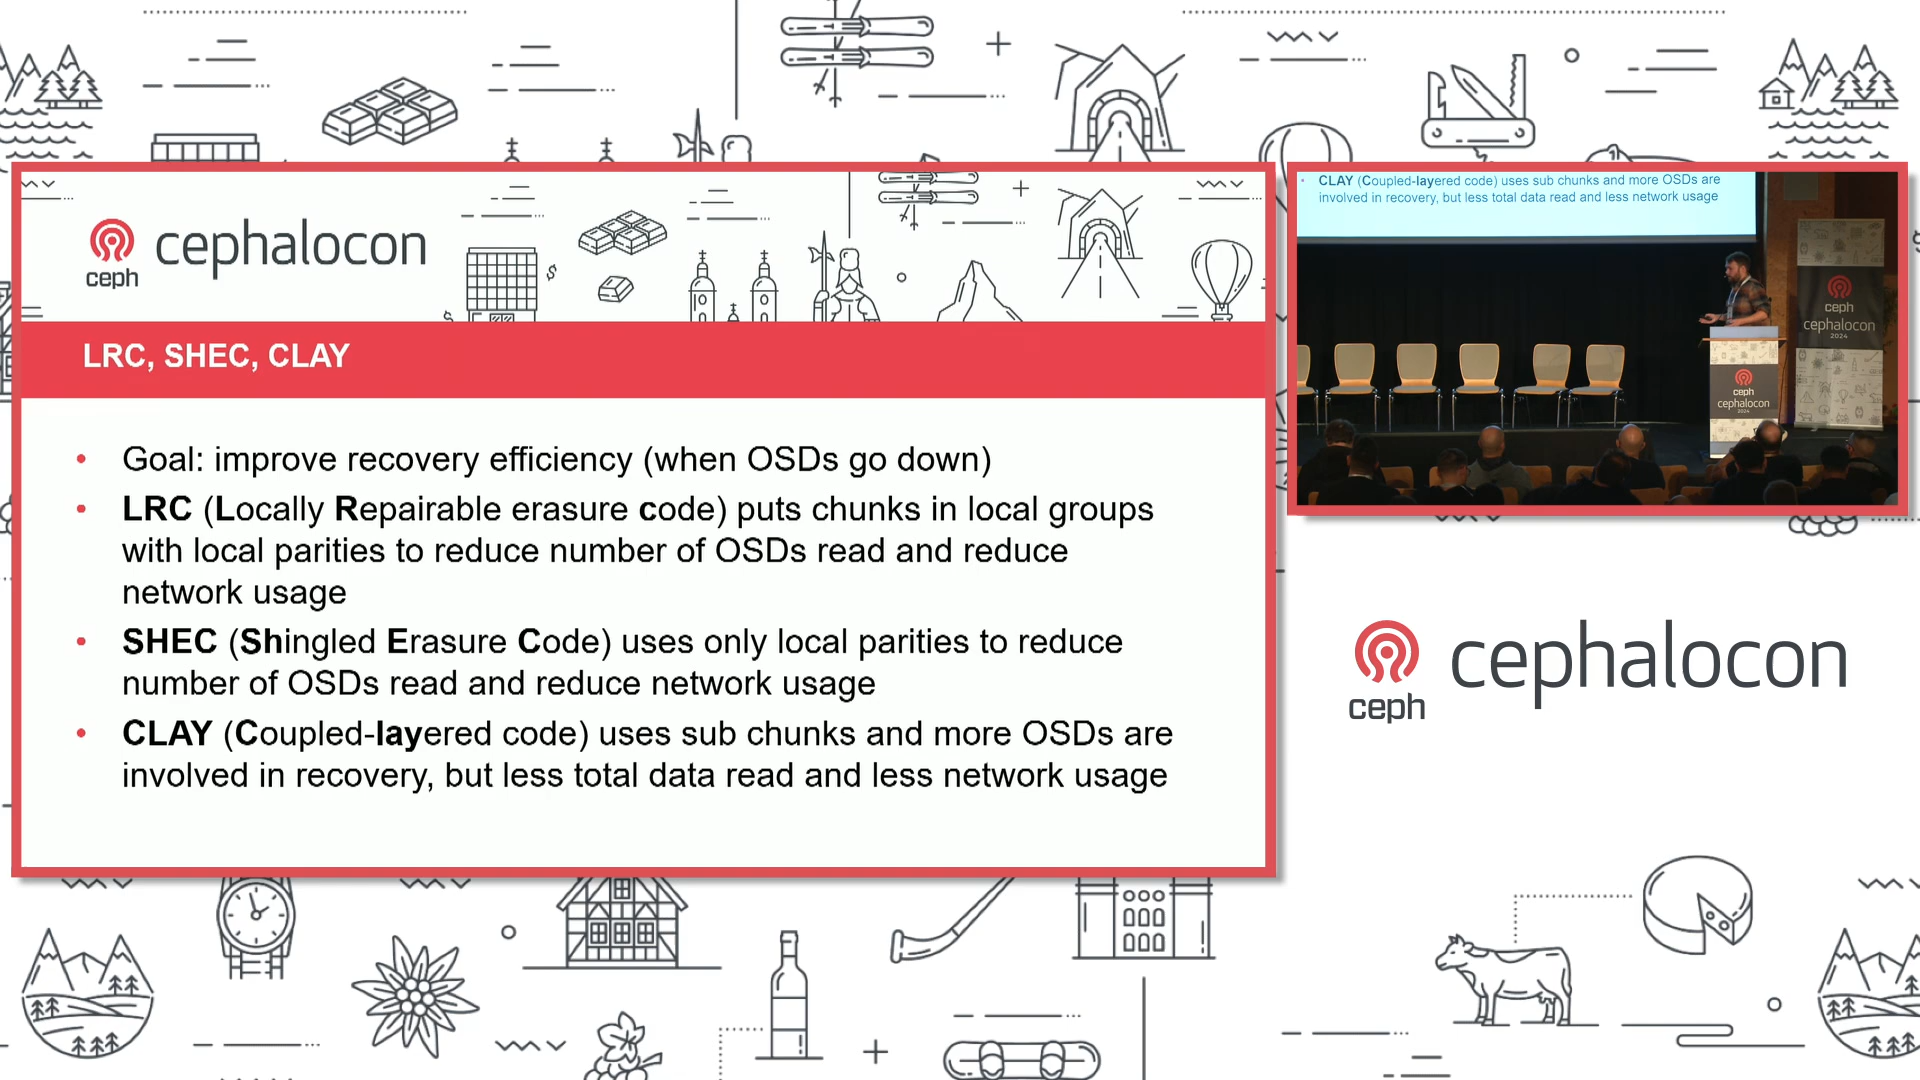 ceph
cephalocon
LRC, SHEC, CLAY
• Goal: improve recovery efficiency (when OSDs go down)
• LRC (Locally Repairable erasure code) puts chunks in local groups
with local parities to reduce number of OSDs read and reduce
network usage
• SHEC (Shingled Erasure Code) uses only local parities to reduce
number of OSDs read and reduce network usage
• CLAY (Coupled-layered code) uses sub chunks and more OSDs are
involved in recovery, but less total data read and less network usage
• CLAY (Coupled-layered code) uses sub chunks and more OSDs are
involved in recovery, but less total data read and less network usage
ceph
cephalocon
2024
ceph
cephalocon
2024
ceph
cephalocon